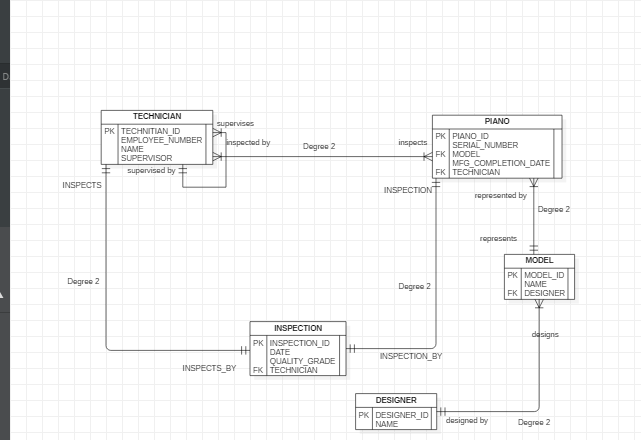 D
TECHNICIAN
PK TECHNITIAN_ID
EMPLOYEE_NUMBER
NAME
SUPERVISOR
supervises
inspected by
supervised by
Degree 2
inspects
PIANO
PK PIANO_ID
SERIAL_NUMBER
FK MODEL
MFG_COMPLETION_DATE
FK TECHNICIAN
INSPECTS
INSPECTION
represented by
Degree 2
represents
MODEL
PK MODEL_ID
NAME
FK DESIGNER
Degree 2
Degree 2
INSPECTION
PK INSPECTION_ID
DATE
QUALITY_GRADE
FK TECHNICIAN
INSPECTS_BY
INSPECTION_BY
designs
DESIGNER
PK DESIGNER_ID
NAME
designed by
Degree 2